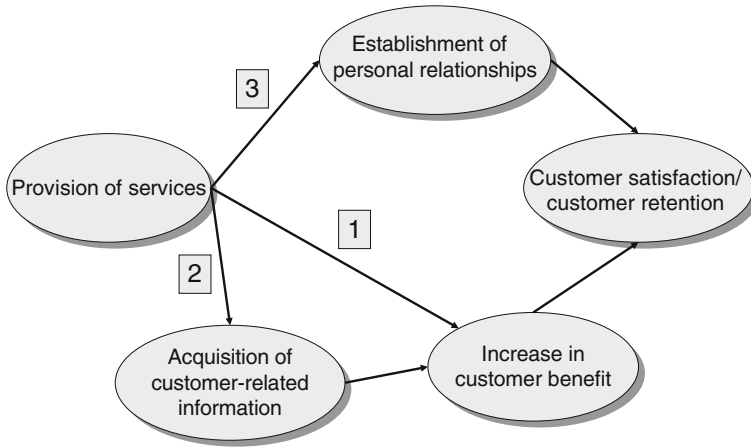 Establishment of
personal relationships
3
Provision of services
Customer satisfaction/
customer retention
1
2
Acquisition of
customer-related
information
Increase in
customer benefit